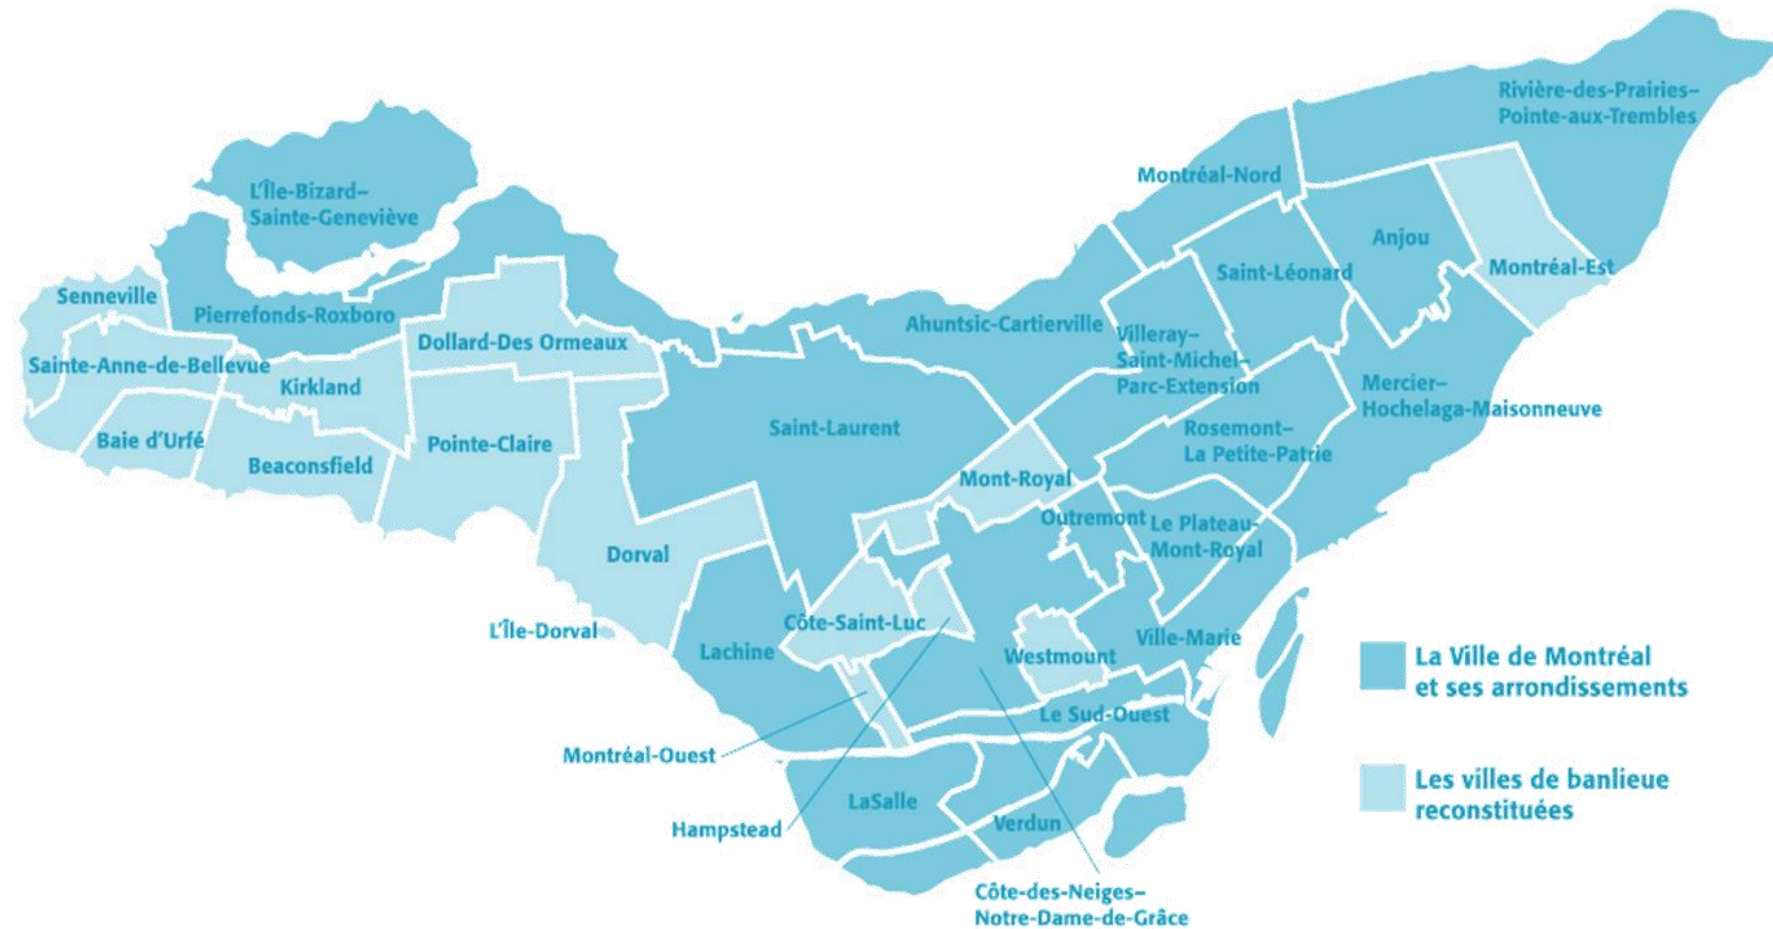 Rivière-des-Prairies–
Pointe-aux-Trembles
Montréal-Nord
L'Île-Bizard–
Sainte-Geneviève
Anjou
Saint-Léonard
Montréal-Est
Senneville
Pierrefonds-Roxboro
Ahuntsic-Cartierville
Villeray–
Saint-Michel–
Parc-Extension
Dollard-Des Ormeaux
Sainte-Anne-de-Bellevue
Kirkland
Mercier–
Hochelaga-Maisonneuve
Baie d'Urfé
Beaconsfield
Pointe-Claire
Saint-Laurent
Rosemont–
La Petite-Patrie
Mont-Royal
Outremont
Le Plateau-
Mont-Royal
Dorval
L'Île-Dorval
Côte-Saint-Luc
Lachine
Westmount
Ville-Marie
La Ville de Montréal
et ses arrondissements
Le Sud-Ouest
Montréal-Ouest
Les villes de banlieue
reconstituées
LaSalle
Hampstead
Verdun
Côte-des-Neiges–
Notre-Dame-de-Grâce